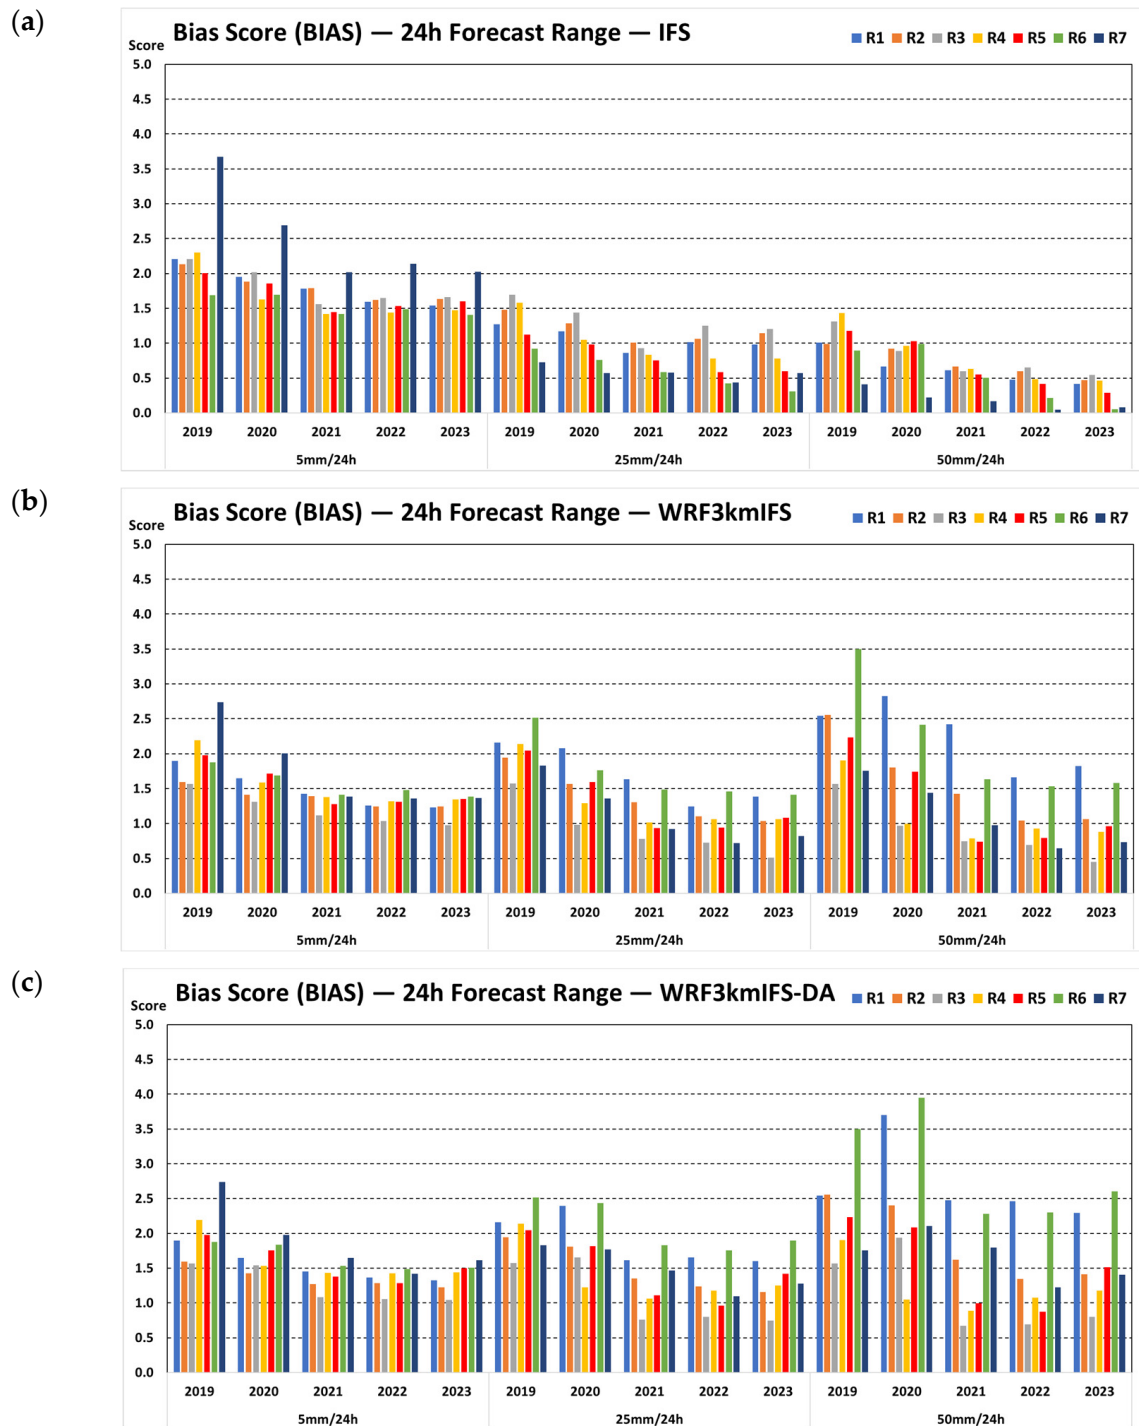 (a)
Bias Score (BIAS) — 24h Forecast Range — IFS
R1 R2 R3 R4 R5 R6 R7
Score
5.0
4.5
4.0
3.5
3.0
2.5
2.0
1.5
1.0
0.5
0.0
2019 2020 2021 2022 2023 2019 2020 2021 2022 2023 2019 2020 2021 2022 2023
5mm/24h 25mm/24h 50mm/24h
(b)
Bias Score (BIAS) — 24h Forecast Range — WRF3kmIFS
R1 R2 R3 R4 R5 R6 R7
Score
5.0
4.5
4.0
3.5
3.0
2.5
2.0
1.5
1.0
0.5
0.0
2019 2020 2021 2022 2023 2019 2020 2021 2022 2023 2019 2020 2021 2022 2023
5mm/24h 25mm/24h 50mm/24h
(c)
Bias Score (BIAS) — 24h Forecast Range — WRF3kmIFS-DA
R1 R2 R3 R4 R5 R6 R7
Score
5.0
4.5
4.0
3.5
3.0
2.5
2.0
1.5
1.0
0.5
0.0
2019 2020 2021 2022 2023 2019 2020 2021 2022 2023 2019 2020 2021 2022 2023
5mm/24h 25mm/24h 50mm/24h